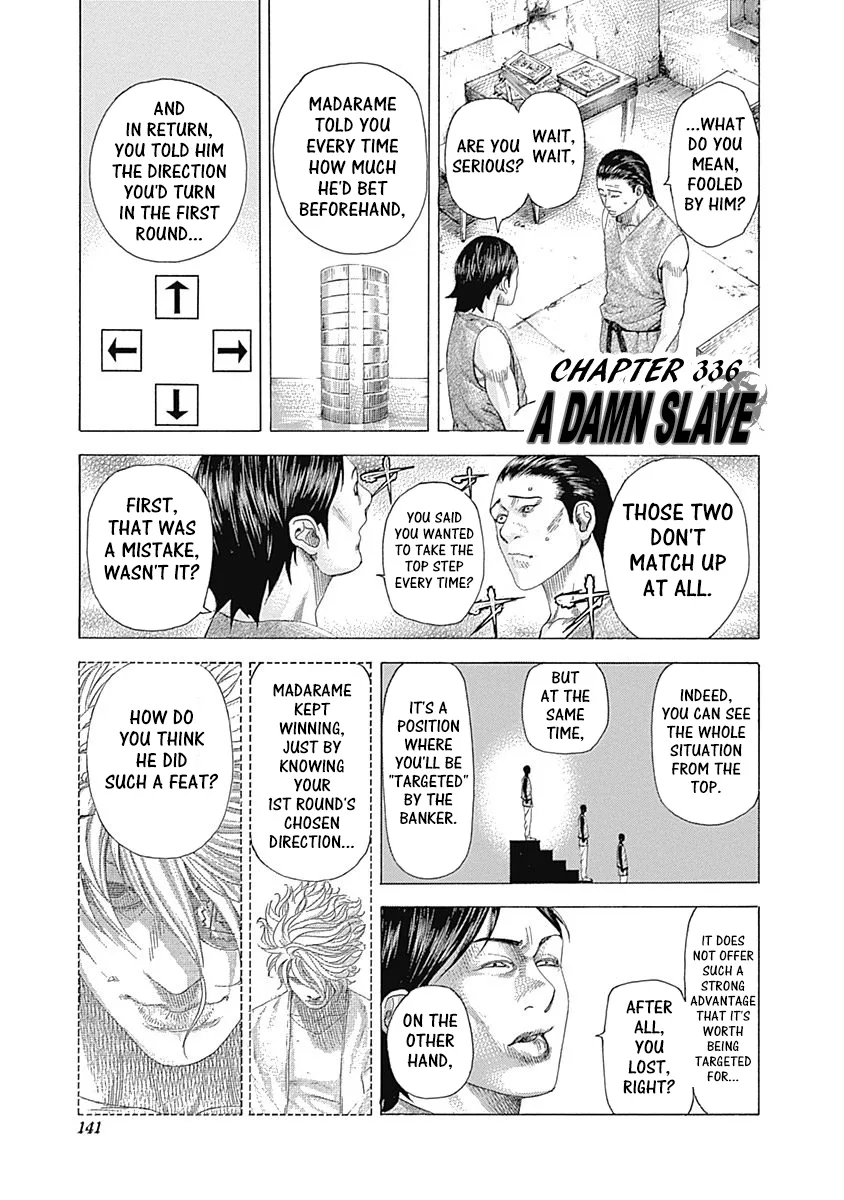 ...WHAT
DO YOU
MEAN,
FOOLED
BY HIM?
WAIT,
WAIT,
ARE YOU
SERIOUS?
CHAPTER 336
A DAMN SLAVE
MADARAME
TOLD YOU
EVERY TIME
HOW MUCH
HE'D BET
BEFOREHAND,
AND
IN RETURN,
YOU TOLD HIM
THE DIRECTION
YOU'D TURN
IN THE FIRST
ROUND...
↑
←
→
↓
THOSE TWO
DON'T
MATCH UP
AT ALL.
YOU SAID
YOU WANTED
TO TAKE THE
TOP STEP
EVERY TIME?
FIRST,
THAT WAS
A MISTAKE,
WASN'T IT?
INDEED,
YOU CAN SEE
THE WHOLE
SITUATION
FROM THE
TOP.
BUT
AT THE
SAME
TIME,
IT'S A
POSITION
WHERE
YOU'LL BE
"TARGETED"
BY THE
BANKER.
IT DOES
NOT OFFER
SUCH A
STRONG
ADVANTAGE
THAT IT'S
WORTH
BEING
TARGETED
FOR...
AFTER
ALL,
YOU
LOST,
RIGHT?
ON THE
OTHER
HAND,
MADARAME
KEPT
WINNING,
JUST BY
KNOWING
YOUR
1ST ROUND'S
CHOSEN
DIRECTION...
HOW DO
YOU THINK
HE DID
SUCH A FEAT?
141